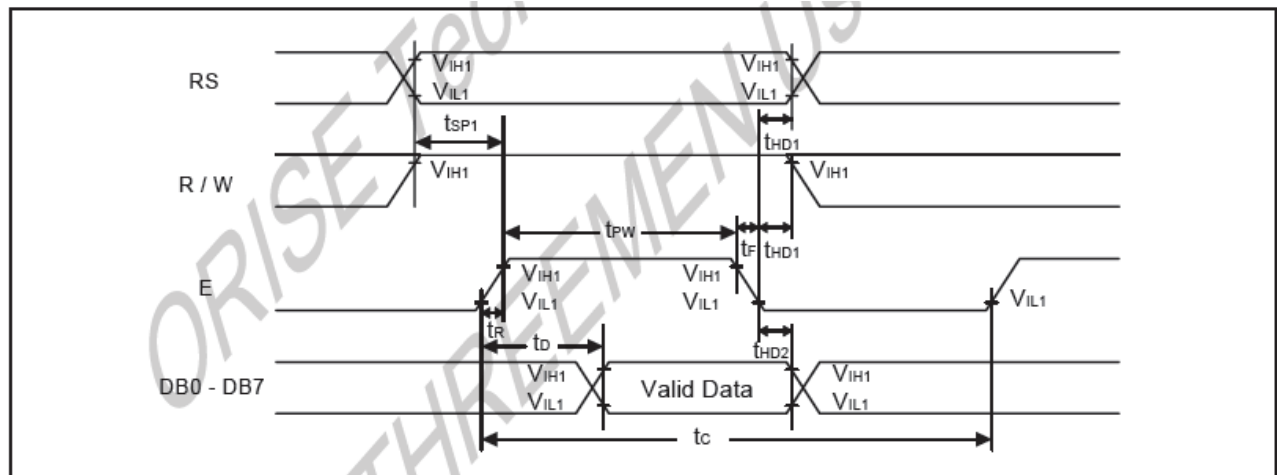 ORISE Tec
THREEMEN Us
RS
VIH1
VIL1
VIH1
VIL1
tSP1
tHD1
R / W
VIH1
VIH1
tPW
tF
tHD1
E
VIH1
VIL1
VIH1
VIL1
VIL1
tR
tD
tHD2
DB0 - DB7
VIH1
VIL1
Valid Data
VIH1
VIL1
tC